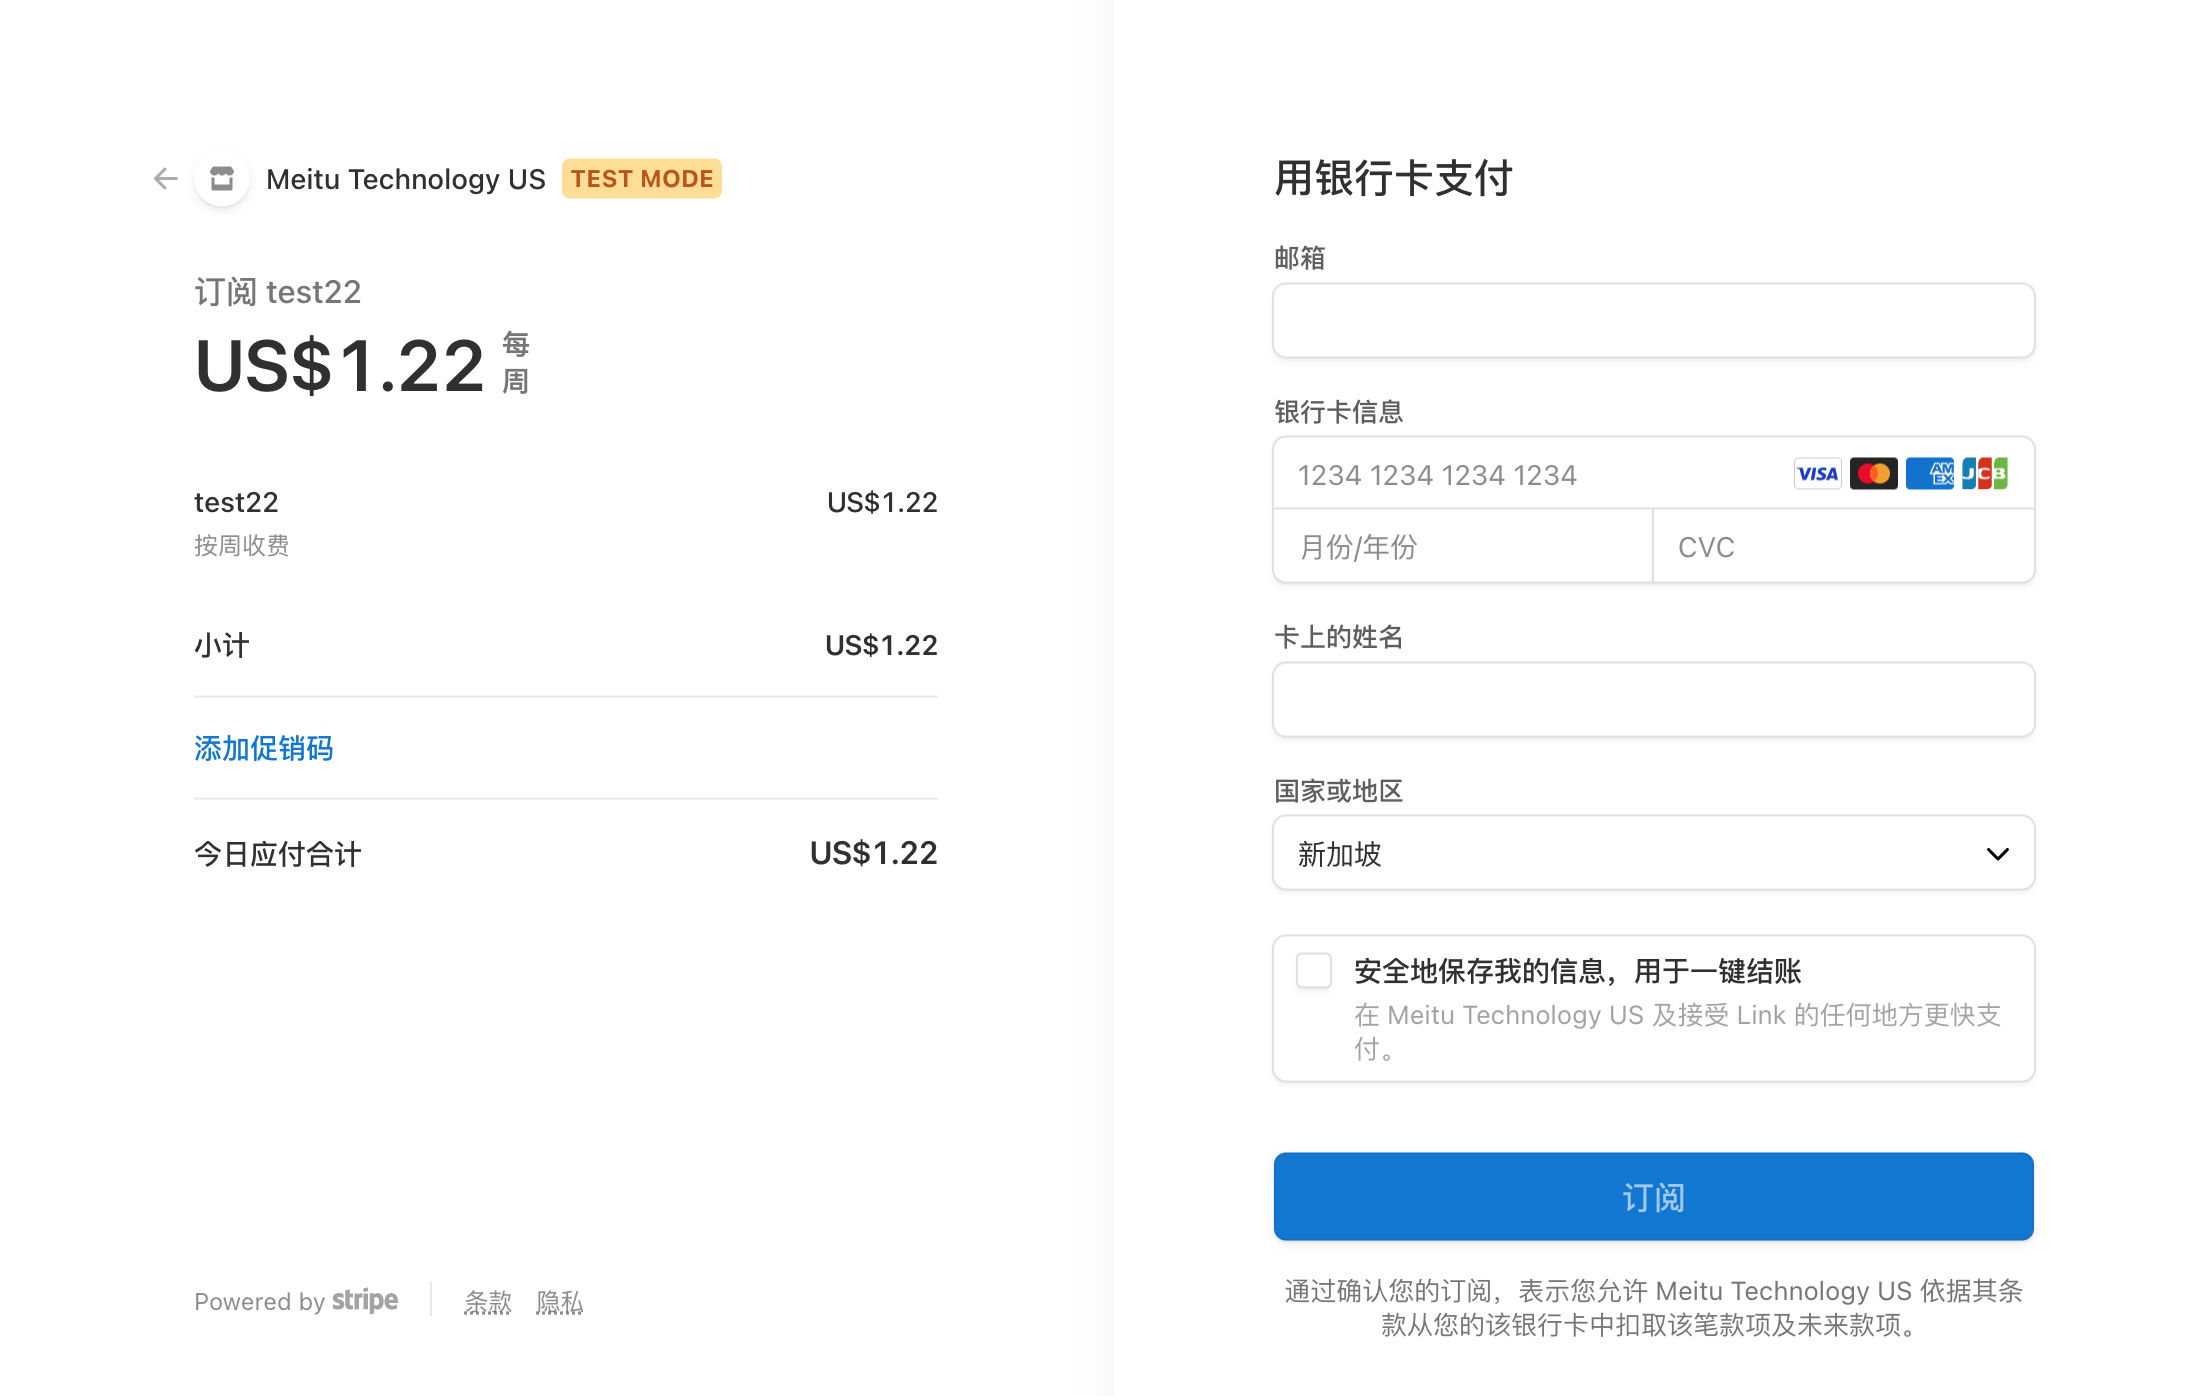 Meitu Technology US TEST MODE
订阅 test22
US$1.22 每
周
test22 US$1.22
按周收费
小计 US$1.22
添加促销码
今日应付合计 US$1.22
Powered by stripe 条款 隐私
用银行卡支付
邮箱
银行卡信息
1234 1234 1234 1234 VISA AM EX JCB
月份/年份 CVC
卡上的姓名
国家或地区
新加坡
安全地保存我的信息，用于一键结账
在 Meitu Technology US 及接受 Link 的任何地方更快支
付。
订阅
通过确认您的订阅，表示您允许 Meitu Technology US 依据其条
款从您的该银行卡中扣取该笔款项及未来款项。